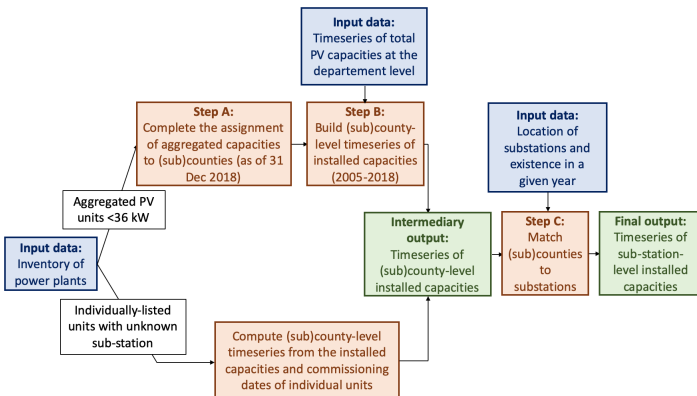 Input data:
Timeseries of total
PV capacities at the
departement level
Step A:
Complete the assignment
of aggregated capacities
to (sub)counties (as of 31
Dec 2018)
Step B:
Build (sub)county-
level timeseries of
installed capacities
(2005-2018)
Input data:
Location of
substations and
existence in a
given year
Aggregated PV
units <36 kW
Input data:
Inventory of
power plants
Intermediary
output:
Timeseries of
(sub)county-level
installed capacities
Step C:
Match
(sub)counties
to
substations
Final output:
Timeseries of
sub-station-
level installed
capacities
Individually-listed
units with unknown
sub-station
Compute (sub)county-level
timeseries from the installed
capacities and commissioning
dates of individual units